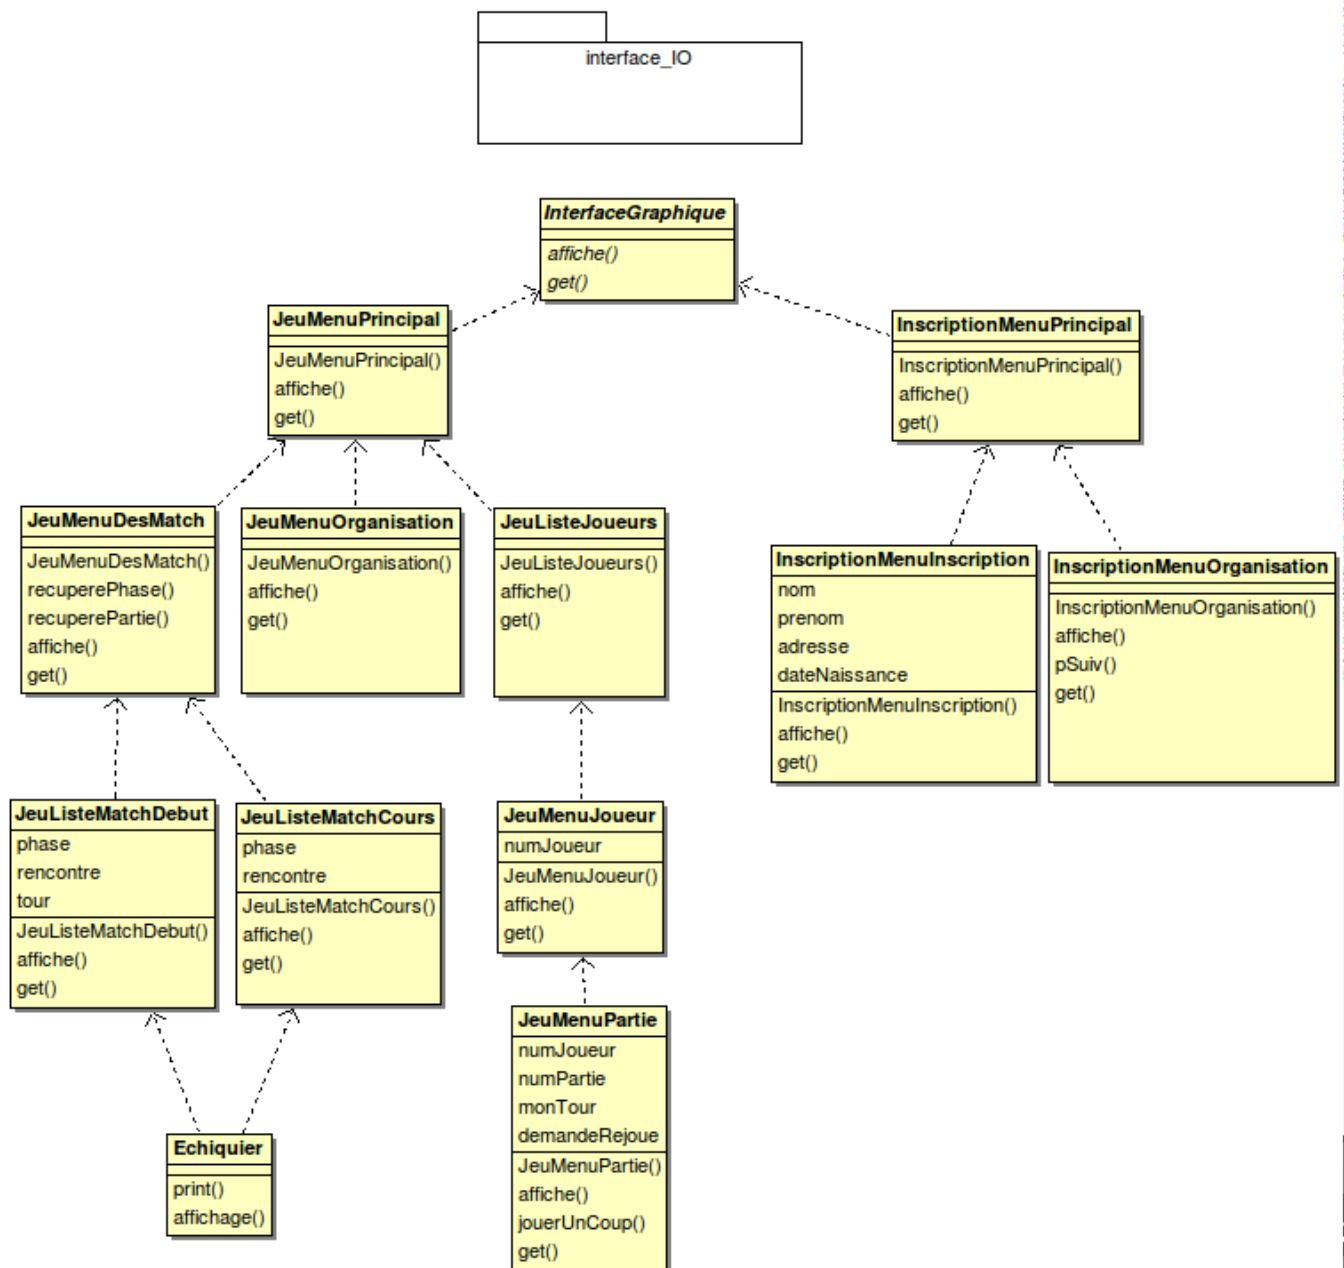 interface_IO
InterfaceGraphique
affiche()
get()
JeuMenuPrincipal
JeuMenuPrincipal()
affiche()
get()
InscriptionMenuPrincipal
InscriptionMenuPrincipal()
affiche()
get()
JeuMenuDesMatch
JeuMenuDesMatch()
recuperePhase()
recuperePartie()
affiche()
get()
JeuMenuOrganisation
JeuMenuOrganisation()
affiche()
get()
JeuListeJoueurs
JeuListeJoueurs()
affiche()
get()
InscriptionMenuInscription
nom
prenom
adresse
dateNaissance
InscriptionMenuInscription()
affiche()
get()
InscriptionMenuOrganisation
InscriptionMenuOrganisation()
affiche()
pSuiv()
get()
JeuListeMatchDebut
phase
rencontre
tour
JeuListeMatchDebut()
affiche()
get()
JeuListeMatchCours
phase
rencontre
JeuListeMatchCours()
affiche()
get()
JeuMenuJoueur
numJoueur
JeuMenuJoueur()
affiche()
get()
JeuMenuPartie
numJoueur
numPartie
monTour
demandeRejoue
JeuMenuPartie()
affiche()
jouerUnCoup()
get()
Echiquier
print()
affichage()